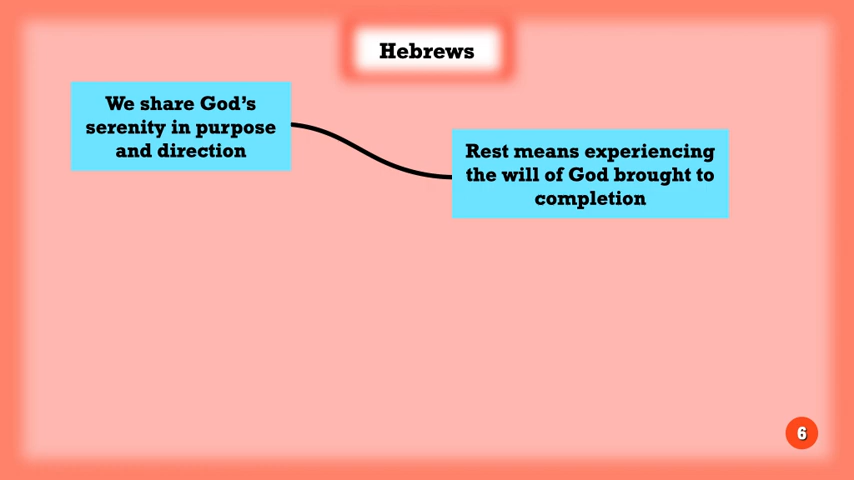 Hebrews
We share God’s
serenity in purpose
and direction
Rest means experiencing
the will of God brought to
completion
6